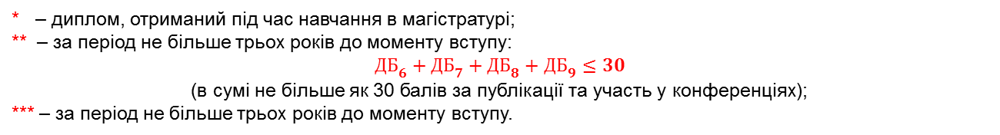 * – диплом, отриманий під час навчання в магістратурі;
** – за період не більше трьох років до моменту вступу:
ДБ₆ + ДБ₇ + ДБ₈ + ДБ₉ ≤ 30
(в сумі не більше як 30 балів за публікації та участь у конференціях);
*** – за період не більше трьох років до моменту вступу.